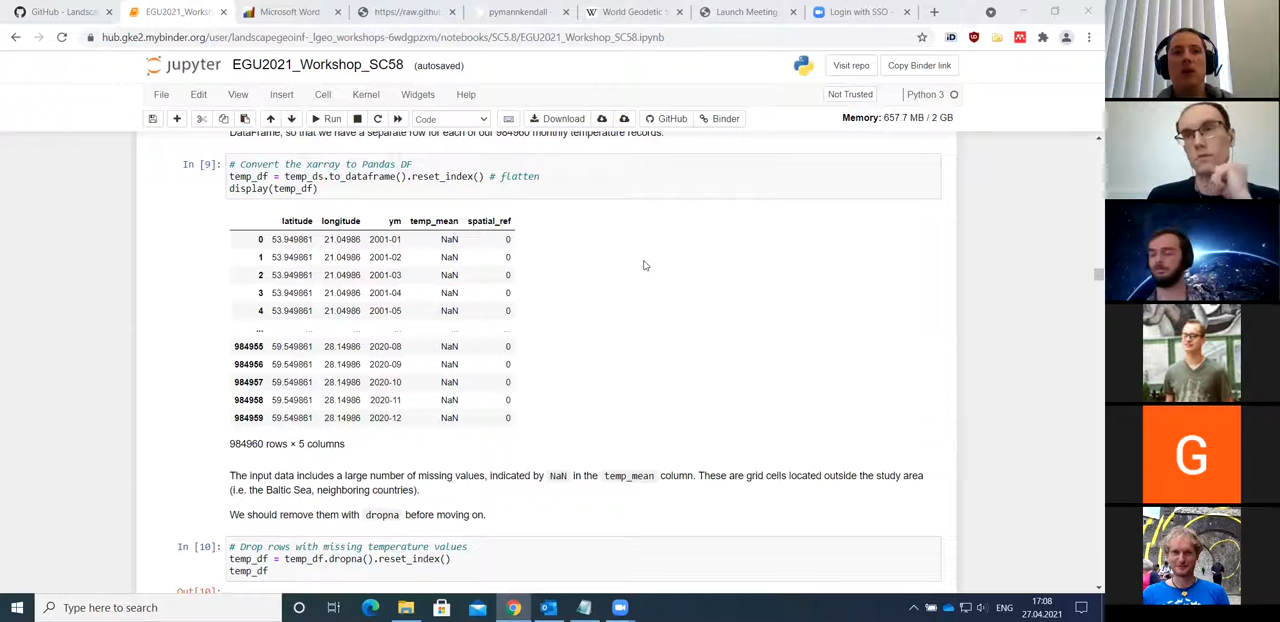 GitHub - Landsca
EGU2021_Worksh
Microsoft Word
https://raw.githu
pymannkendall -
World Geodetic S
Launch Meeting
Login with SSO -
hub.gke2.mybinder.org/user/landscapegeoinf-_lgeo_workshops-6wdgpzxm/notebooks/SC5.8/EGU2021_Workshop_SC58.ipynb
jupyter EGU2021_Workshop_SC58 (autosaved) Visit repo Copy Binder link
File Edit View Insert Cell Kernel Widgets Help Not Trusted Python 3
Run Code Download GitHub Binder Memory: 657.7 MB / 2 GB
DataFrame, so that we have a separate row for each of our 984960 monthly temperature records.
In [9]: # Convert the xarray to Pandas DF
temp_df = temp_ds.to_dataframe().reset_index() # flatten
display(temp_df)
latitude longitude ym temp_mean spatial_ref
0 53.949861 21.04986 2001-01 NaN 0
1 53.949861 21.04986 2001-02 NaN 0
2 53.949861 21.04986 2001-03 NaN 0
3 53.949861 21.04986 2001-04 NaN 0
4 53.949861 21.04986 2001-05 NaN 0
... ... ... ... ... ...
984955 59.549861 28.14986 2020-08 NaN 0
984956 59.549861 28.14986 2020-09 NaN 0
984957 59.549861 28.14986 2020-10 NaN 0
984958 59.549861 28.14986 2020-11 NaN 0
984959 59.549861 28.14986 2020-12 NaN 0
984960 rows × 5 columns
The input data includes a large number of missing values, indicated by NaN in the temp_mean column. These are grid cells located outside the study area
(i.e. the Baltic Sea, neighboring countries).
We should remove them with dropna before moving on.
In [10]: # Drop rows with missing temperature values
temp_df = temp_df.dropna().reset_index()
temp_df
Out[10]:
G
Type here to search
ENG
17:08
27.04.2021